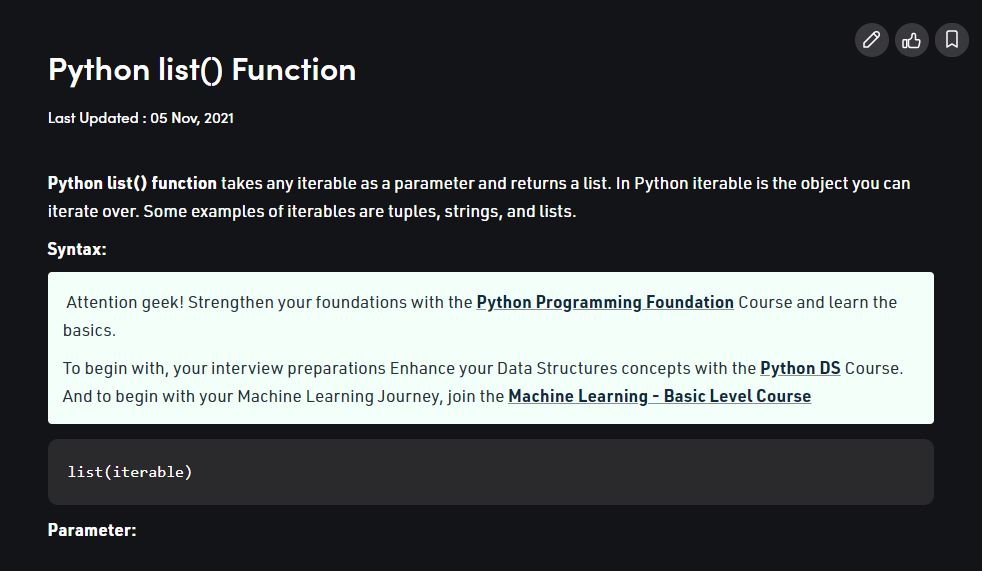 Python list() Function
Last Updated : 05 Nov, 2021
Python list() function takes any iterable as a parameter and returns a list. In Python iterable is the object you can
iterate over. Some examples of iterables are tuples, strings, and lists.
Syntax:
Attention geek! Strengthen your foundations with the Python Programming Foundation Course and learn the
basics.
To begin with, your interview preparations Enhance your Data Structures concepts with the Python DS Course.
And to begin with your Machine Learning Journey, join the Machine Learning - Basic Level Course
list(iterable)
Parameter: